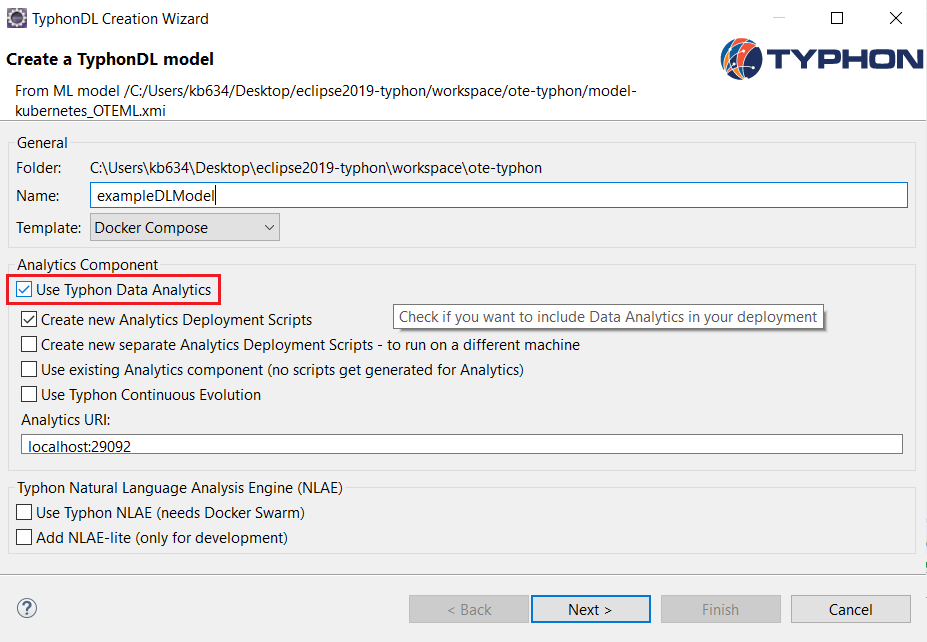 TyphonDL Creation Wizard
Create a TyphonDL model
TYPHON
From ML model /C:/Users/kb634/Desktop/eclipse2019-typhon/workspace/ote-typhon/model-
kubernetes_OTEML.xmi
General
Folder: C:\Users\kb634\Desktop\eclipse2019-typhon\workspace\ote-typhon
Name: exampleDLModel
Template: Docker Compose
Analytics Component
Use Typhon Data Analytics
Create new Analytics Deployment Scripts
Check if you want to include Data Analytics in your deployment
Create new separate Analytics Deployment Scripts - to run on a different machine
Use existing Analytics component (no scripts get generated for Analytics)
Use Typhon Continuous Evolution
Analytics URI:
localhost:29092
Typhon Natural Language Analysis Engine (NLAE)
Use Typhon NLAE (needs Docker Swarm)
Add NLAE-lite (only for development)
? < Back Next > Finish Cancel